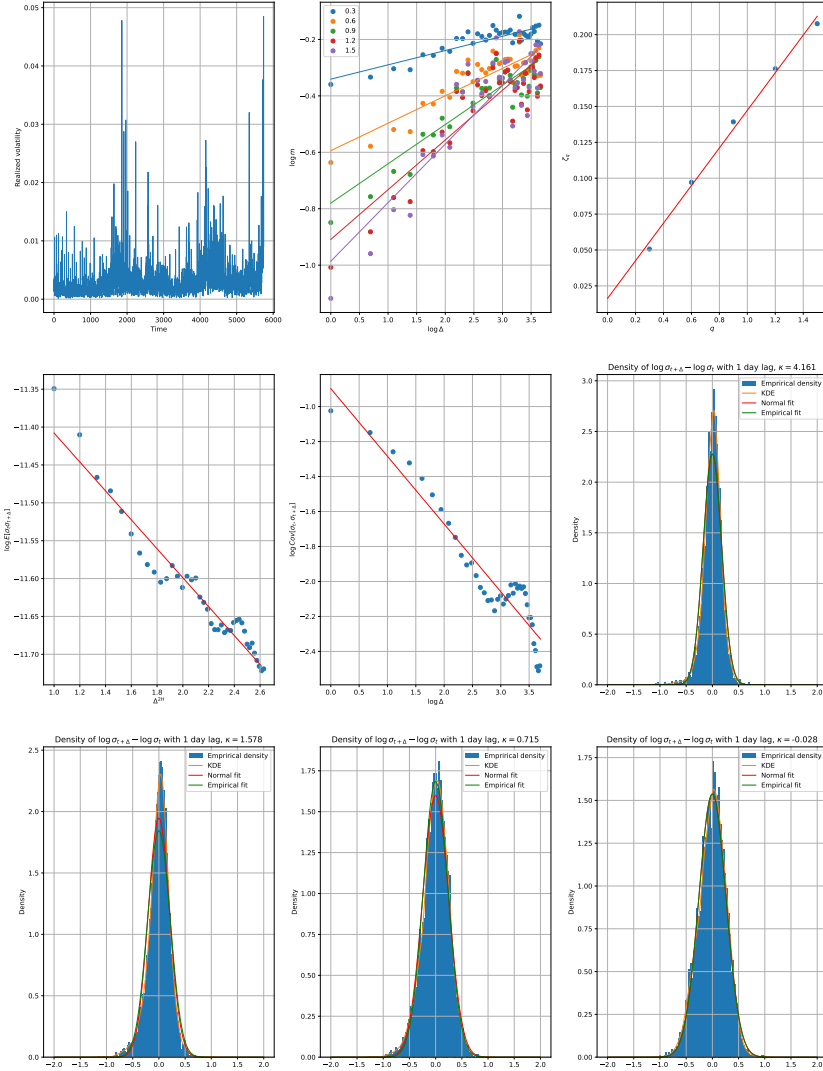 0.05
0.04
0.03
0.02
0.01
0.00
Realized volatility
0 1000 2000 3000 4000 5000 6000
Time
0.3
0.6
0.9
1.2
1.5
−0.2
−0.4
−0.6
−0.8
−1.0
log m
0.0 0.5 1.0 1.5 2.0 2.5 3.0 3.5
log Δ
0.200
0.175
0.150
0.125
0.100
0.075
0.050
0.025
ζq
0.0 0.2 0.4 0.6 0.8 1.0 1.2 1.4
q
−11.35
−11.40
−11.45
−11.50
−11.55
−11.60
−11.65
−11.70
log E[σtσt+Δ]
1.0 1.2 1.4 1.6 1.8 2.0 2.2 2.4 2.6
Δ2H
−1.0
−1.2
−1.4
−1.6
−1.8
−2.0
−2.2
−2.4
log Cov[σt, σt+Δ]
0.0 0.5 1.0 1.5 2.0 2.5 3.0 3.5
log Δ
Density of log σt+Δ − log σt with 1 day lag, κ = 4.161
Emprirical density
KDE
Normal fit
Empirical fit
3.0
2.5
2.0
1.5
1.0
0.5
0.0
Density
−2.0 −1.5 −1.0 −0.5 0.0 0.5 1.0 1.5 2.0
Density of log σt+Δ − log σt with 1 day lag, κ = 1.578
Emprirical density
KDE
Normal fit
Empirical fit
2.5
2.0
1.5
1.0
0.5
0.0
Density
−2.0 −1.5 −1.0 −0.5 0.0 0.5 1.0 1.5 2.0
Density of log σt+Δ − log σt with 1 day lag, κ = 0.715
Emprirical density
KDE
Normal fit
Empirical fit
1.75
1.50
1.25
1.00
0.75
0.50
0.25
0.00
Density
−2.0 −1.5 −1.0 −0.5 0.0 0.5 1.0 1.5 2.0
Density of log σt+Δ − log σt with 1 day lag, κ = -0.028
Emprirical density
KDE
Normal fit
Empirical fit
1.75
1.50
1.25
1.00
0.75
0.50
0.25
0.00
Density
−2.0 −1.5 −1.0 −0.5 0.0 0.5 1.0 1.5 2.0